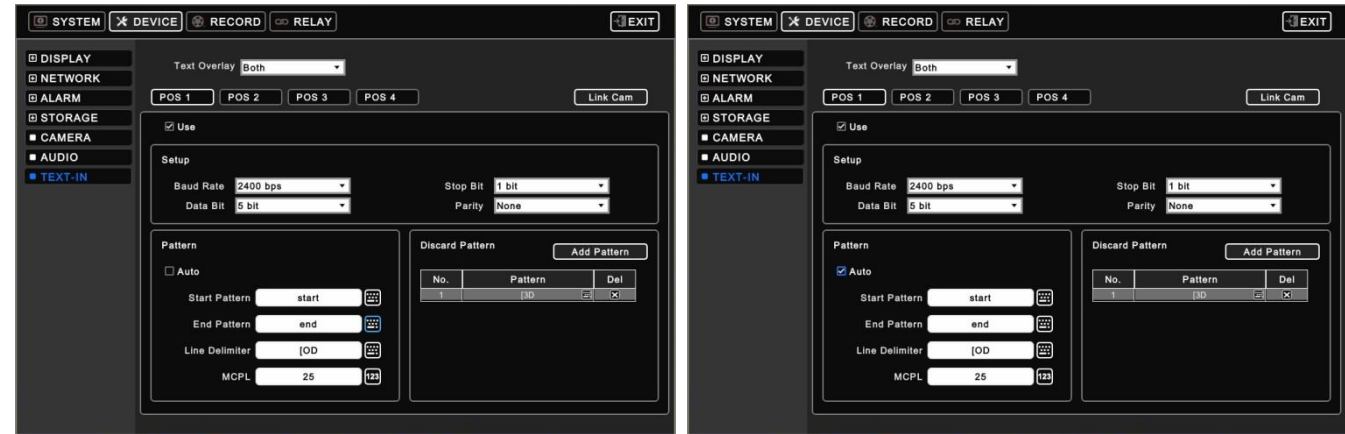 SYSTEM DEVICE RECORD RELAY EXIT
DISPLAY
NETWORK
ALARM
STORAGE
CAMERA
AUDIO
TEXT-IN
Text Overlay Both
POS 1 POS 2 POS 3 POS 4 Link Cam
Use
Setup
Baud Rate 2400 bps Stop Bit 1 bit
Data Bit 5 bit Parity None
Pattern
Auto
Start Pattern start
End Pattern end
Line Delimiter [OD
MCPL 25 123
Discard Pattern Add Pattern
No. Pattern Del
1 [3D
SYSTEM DEVICE RECORD RELAY EXIT
DISPLAY
NETWORK
ALARM
STORAGE
CAMERA
AUDIO
TEXT-IN
Text Overlay Both
POS 1 POS 2 POS 3 POS 4 Link Cam
Use
Setup
Baud Rate 2400 bps Stop Bit 1 bit
Data Bit 5 bit Parity None
Pattern
Auto
Start Pattern start
End Pattern end
Line Delimiter [OD
MCPL 25 123
Discard Pattern Add Pattern
No. Pattern Del
1 [3D